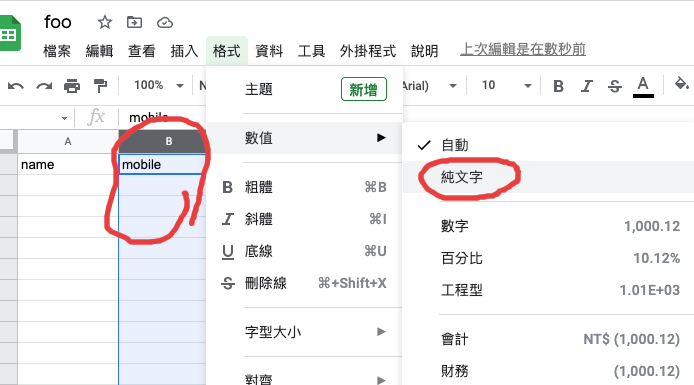 foo
檔案 編輯 查看 插入 格式 資料 工具 外掛程式 說明 上次編輯是在數秒前
100% N Arial) 10 B I S A
fx mobile
A B
name mobile
主題 新增
數值
B 粗體 ⌘B
I 斜體 ⌘I
U 底線 ⌘U
S 刪除線 ⌘+Shift+X
字型大小
對齊
自動
純文字
數字 1,000.12
百分比 10.12%
工程型 1.01E+03
會計 NT$ (1,000.12)
財務 (1,000.12)